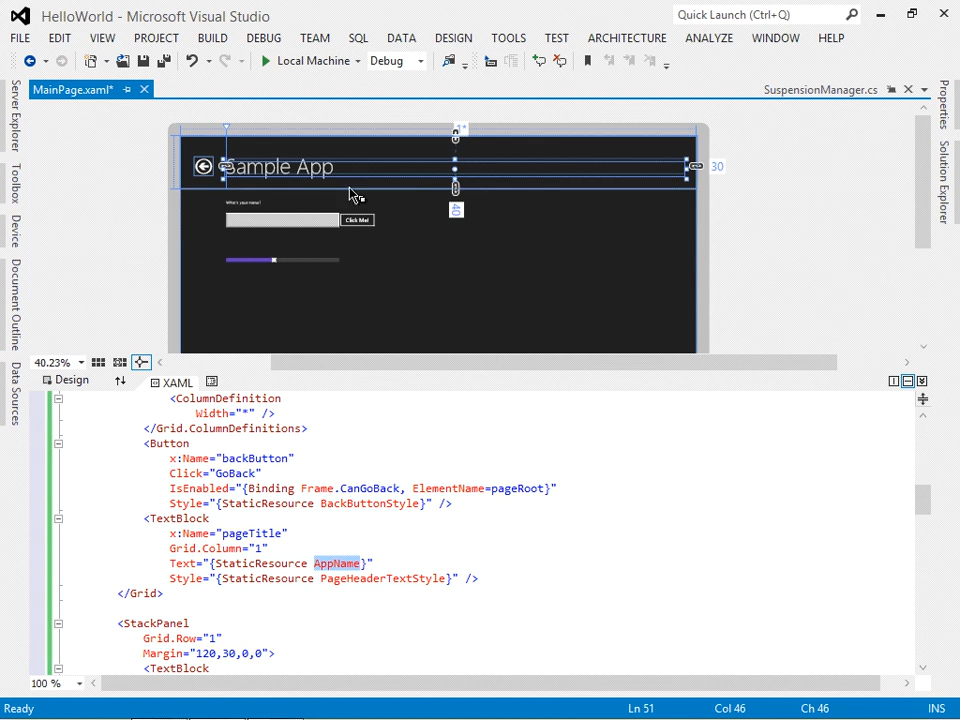 HelloWorld - Microsoft Visual Studio
Quick Launch (Ctrl+Q)
FILE EDIT VIEW PROJECT BUILD DEBUG TEAM SQL DATA DESIGN TOOLS TEST ARCHITECTURE ANALYZE WINDOW HELP
Local Machine Debug
MainPage.xaml*
SuspensionManager.cs
Server Explorer
Toolbox
Device
Document Outline
Data Sources
Properties
Solution Explorer
1*
Sample App
30
40
What's your name?
Click Me!
40.23%
Design
XAML
<ColumnDefinition
Width="*" />
</Grid.ColumnDefinitions>
<Button
x:Name="backButton"
Click="GoBack"
IsEnabled="{Binding Frame.CanGoBack, ElementName=pageRoot}"
Style="{StaticResource BackButtonStyle}" />
<TextBlock
x:Name="pageTitle"
Grid.Column="1"
Text="{StaticResource AppName}"
Style="{StaticResource PageHeaderTextStyle}" />
</Grid>
<StackPanel
Grid.Row="1"
Margin="120,30,0,0">
<TextBlock
100 %
Ready
Ln 51
Col 46
Ch 46
INS